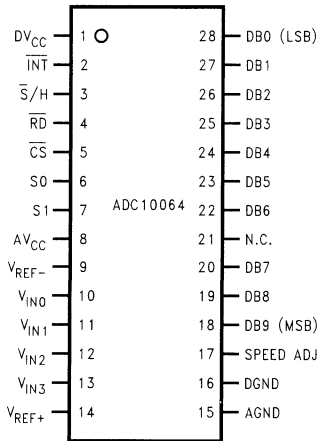 DVCC 1 28 DB0 (LSB)
INT 2 27 DB1
S/H 3 26 DB2
RD 4 25 DB3
CS 5 24 DB4
S0 6 23 DB5
S1 7 ADC10064 22 DB6
AVCC 8 21 N.C.
VREF- 9 20 DB7
VIN0 10 19 DB8
VIN1 11 18 DB9 (MSB)
VIN2 12 17 SPEED ADJ
VIN3 13 16 DGND
VREF+ 14 15 AGND